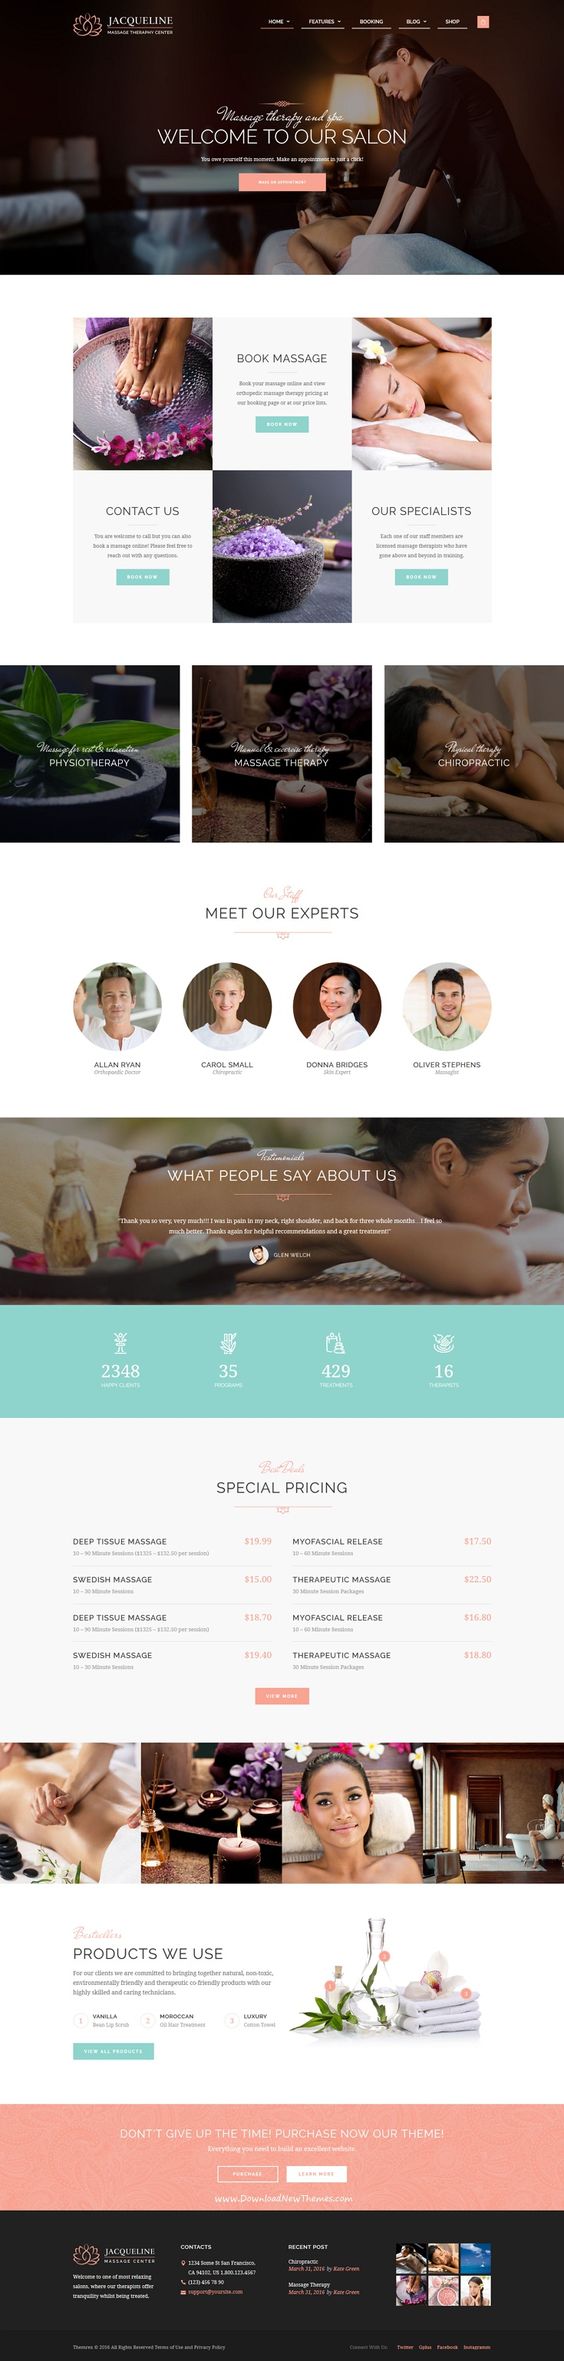 JACQUELINE
MASSAGE THERAPHY CENTER
HOME
FEATURES
BOOKING
BLOG
SHOP
Massage therapy and spa
WELCOME TO OUR SALON
You owe yourself this moment. Make an appointment in just a click!
MAKE AN APPOINTMENT
BOOK MASSAGE
Book your massage online and view
orthopedic massage therapy pricing at
our booking page or at our price lists.
BOOK NOW
CONTACT US
You are welcome to call but you can also
book a massage online! Please feel free to
reach out with any questions.
BOOK NOW
OUR SPECIALISTS
Each one of our staff members are
licensed massage therapists who have
gone above and beyond in training.
BOOK NOW
Massage for rest & relaxation
PHYSIOTHERAPY
Manual & exercise therapy
MASSAGE THERAPY
Physical therapy
CHIROPRACTIC
Our Stuff
MEET OUR EXPERTS
ALLAN RYAN
Orthopaedic Doctor
CAROL SMALL
Chiropractic
DONNA BRIDGES
Skin Expert
OLIVER STEPHENS
Massagist
Testimonials
WHAT PEOPLE SAY ABOUT US
"Thank you so very, very much!!! I was in pain in my neck, right shoulder, and back for three whole months…I feel so
much better. Thanks again for helpful recommendations and a great treatment!"
GLEN WELCH
2348
HAPPY CLIENTS
35
PROGRAMS
429
TREATMENTS
16
THERAPISTS
Best Deals
SPECIAL PRICING
DEEP TISSUE MASSAGE $19.99
10 – 90 Minute Sessions ($1325 – $132.50 per session)
SWEDISH MASSAGE $15.00
10 – 30 Minute Sessions
DEEP TISSUE MASSAGE $18.70
10 – 90 Minute Sessions ($1325 – $132.50 per session)
SWEDISH MASSAGE $19.40
10 – 30 Minute Sessions
MYOFASCIAL RELEASE $17.50
10 – 60 Minute Sessions
THERAPEUTIC MASSAGE $22.50
30 Minute Session Packages
MYOFASCIAL RELEASE $16.80
10 – 60 Minute Sessions
THERAPEUTIC MASSAGE $18.80
30 Minute Session Packages
VIEW MORE
Bestsellers
PRODUCTS WE USE
For our clients we are committed to bringing together natural, non-toxic,
environmentally friendly and therapeutic co-friendly products with our
highly skilled and caring technicians.
1 VANILLA
Bean Lip Scrub
2 MOROCCAN
Oil Hair Treatment
3 LUXURY
Cotton Towel
VIEW ALL PRODUCTS
1
2
3
DON'T GIVE UP THE TIME! PURCHASE NOW OUR THEME!
Everything you need to build an excellent website.
PURCHASE
LEARN MORE
www.DownloadNewThemes.com
JACQUELINE
MASSAGE CENTER
Welcome to one of most relaxing
salons, where our therapists offer
tranquility whilst being treated.
CONTACTS
1234 Some St San Francisco,
CA 94102, US 1.800.123.4567
(123) 456 78 90
support@yoursite.com
RECENT POST
Chiropractic
March 31, 2016 by Kate Green
Massage Therapy
March 31, 2016 by Kate Green
Themrex © 2016 All Rights Reserved Terms of Use and Privacy Policy
Connect With Us
Twitter
Gplus
Facebook
Instagramm